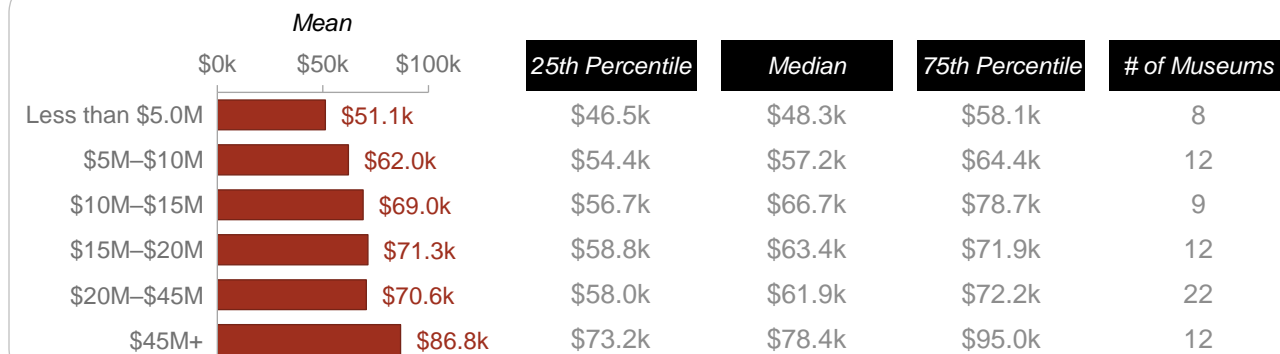 Mean
$0k $50k $100k 25th Percentile Median 75th Percentile # of Museums
Less than $5.0M $51.1k $46.5k $48.3k $58.1k 8
$5M–$10M $62.0k $54.4k $57.2k $64.4k 12
$10M–$15M $69.0k $56.7k $66.7k $78.7k 9
$15M–$20M $71.3k $58.8k $63.4k $71.9k 12
$20M–$45M $70.6k $58.0k $61.9k $72.2k 22
$45M+ $86.8k $73.2k $78.4k $95.0k 12